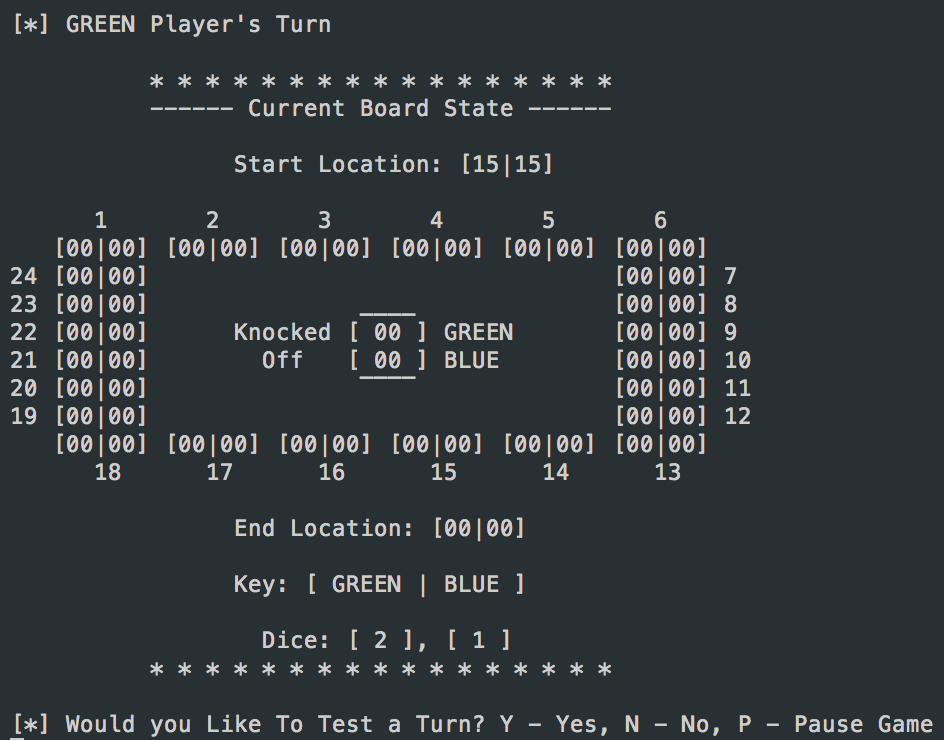 [*] GREEN Player's Turn
* * * * * * * * * * * * * * * * *
------ Current Board State ------
Start Location: [15|15]
1 2 3 4 5 6
[00|00] [00|00] [00|00] [00|00] [00|00] [00|00]
24 [00|00] [00|00] 7
23 [00|00] ____ [00|00] 8
22 [00|00] Knocked [ 00 ] GREEN [00|00] 9
21 [00|00] Off [ 00 ] BLUE [00|00] 10
20 [00|00] ‾‾‾‾ [00|00] 11
19 [00|00] [00|00] 12
[00|00] [00|00] [00|00] [00|00] [00|00] [00|00]
18 17 16 15 14 13
End Location: [00|00]
Key: [ GREEN | BLUE ]
Dice: [ 2 ], [ 1 ]
* * * * * * * * * * * * * * * * *
[*] Would you Like To Test a Turn? Y - Yes, N - No, P - Pause Game